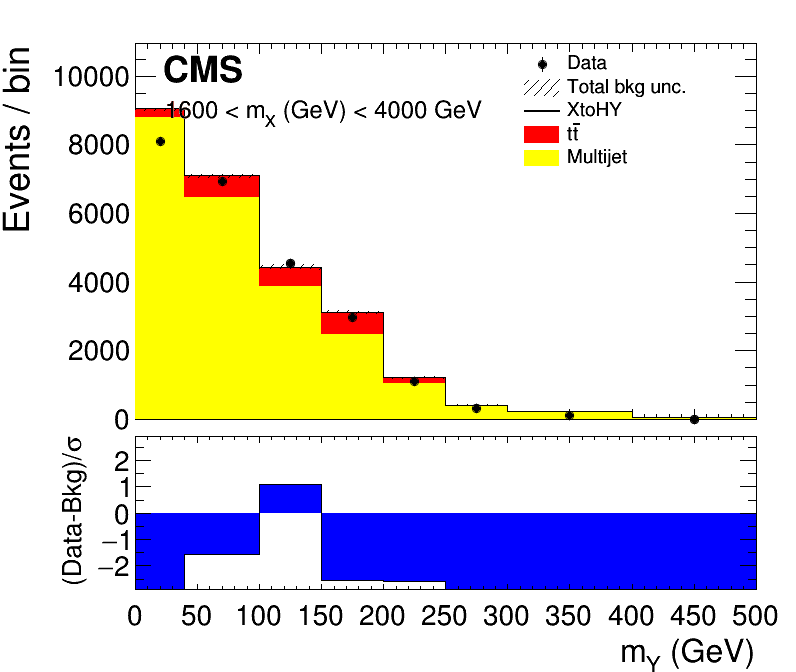 CMS
1600 < mX (GeV) < 4000 GeV
Data
Total bkg unc.
XtoHY
tt̄
Multijet
Events / bin
10000
8000
6000
4000
2000
0
(Data-Bkg)/σ
2
1
0
−1
−2
0 50 100 150 200 250 300 350 400 450 500
mY (GeV)